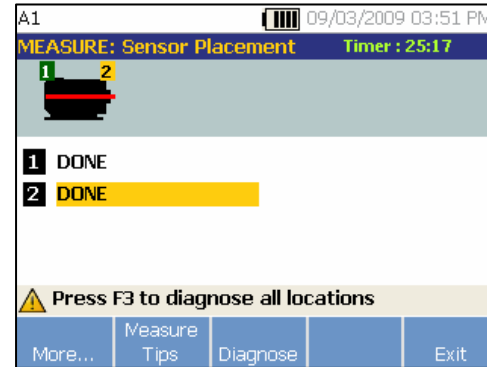 A1 09/03/2009 03:51 PM
MEASURE: Sensor Placement Timer : 25:17
1 2
1 DONE
2 DONE
Press F3 to diagnose all locations
More... Measure Tips Diagnose Exit